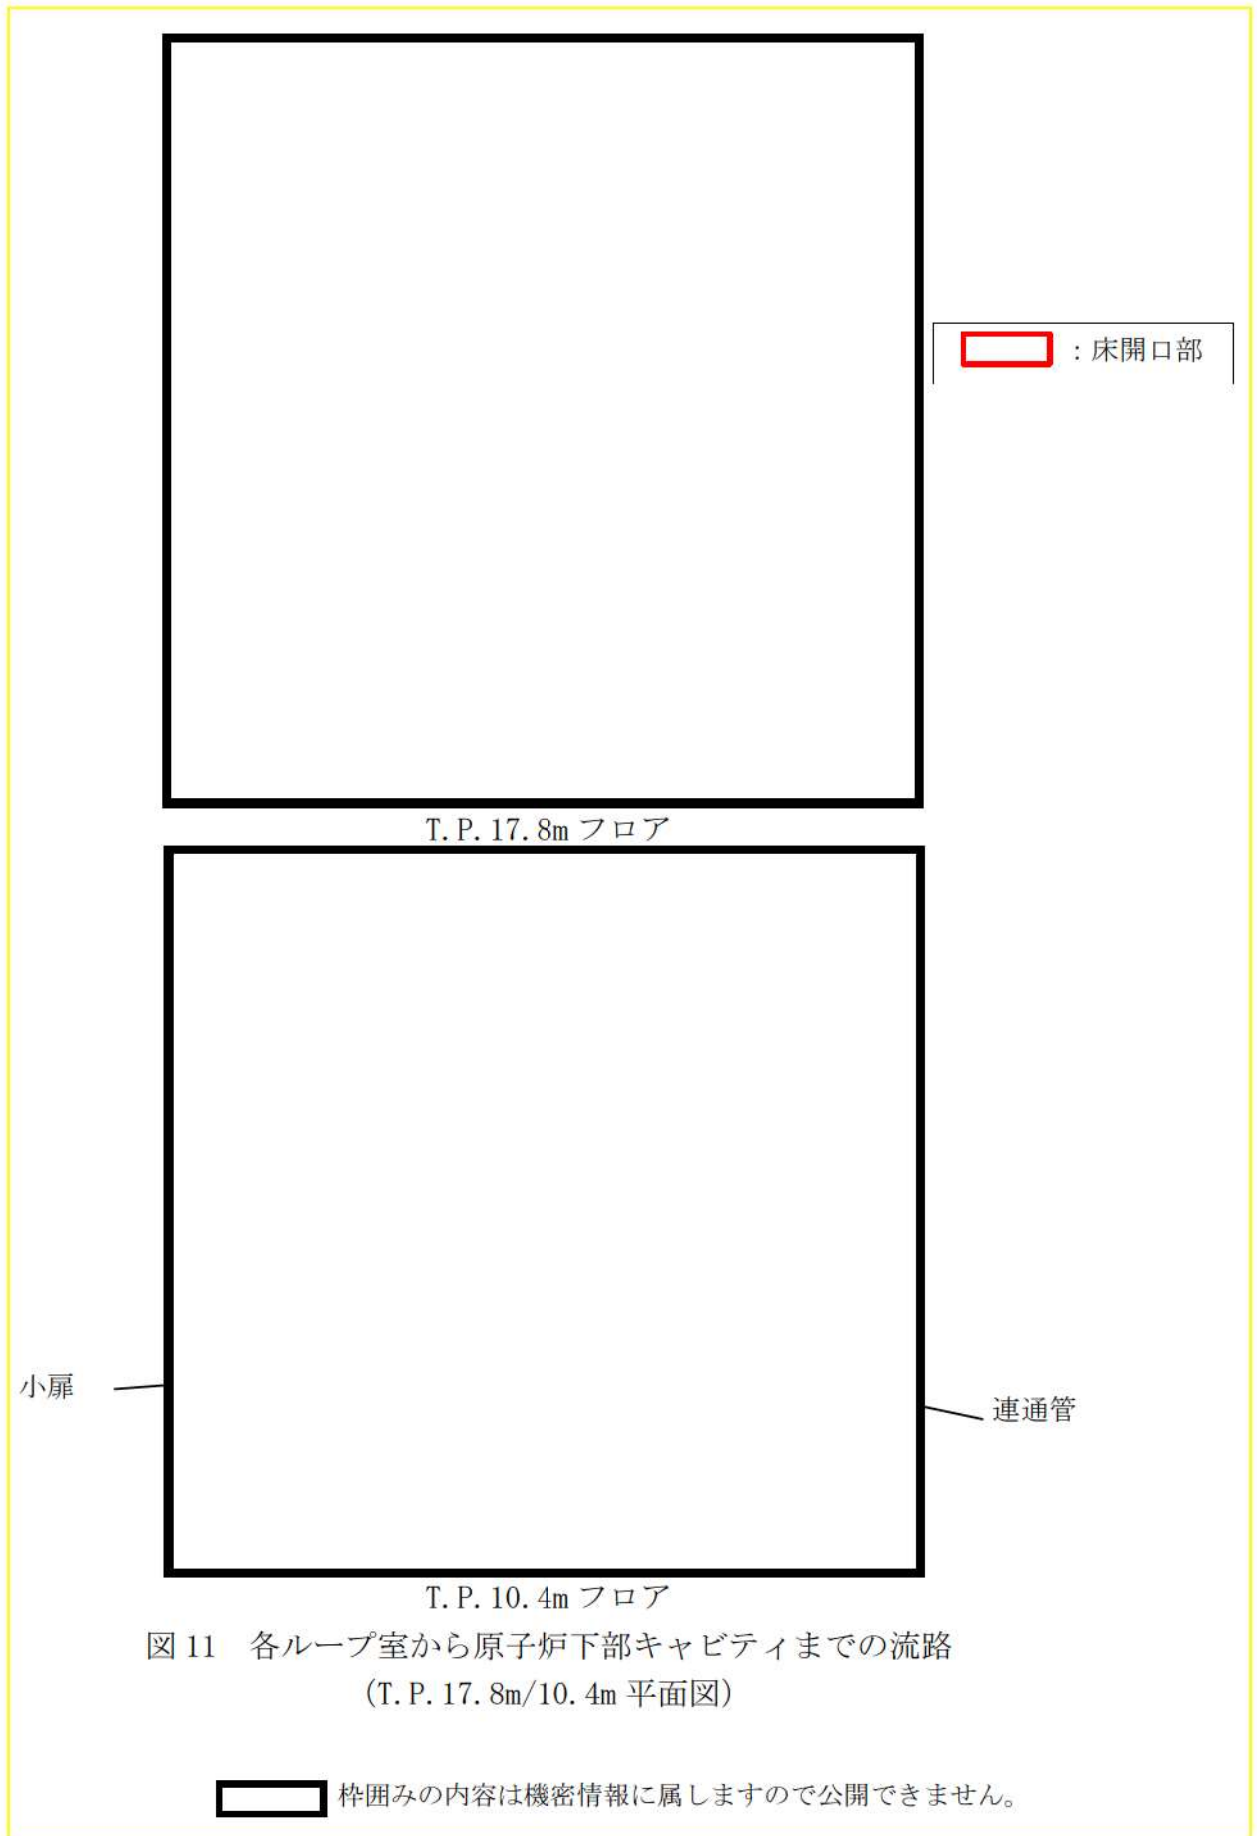 ：床開口部
T.P.17.8m フロア
小扉
連通管
T.P.10.4m フロア
図 11　各ループ室から原子炉下部キャビティまでの流路
（T.P.17.8m/10.4m 平面図）
枠囲みの内容は機密情報に属しますので公開できません。